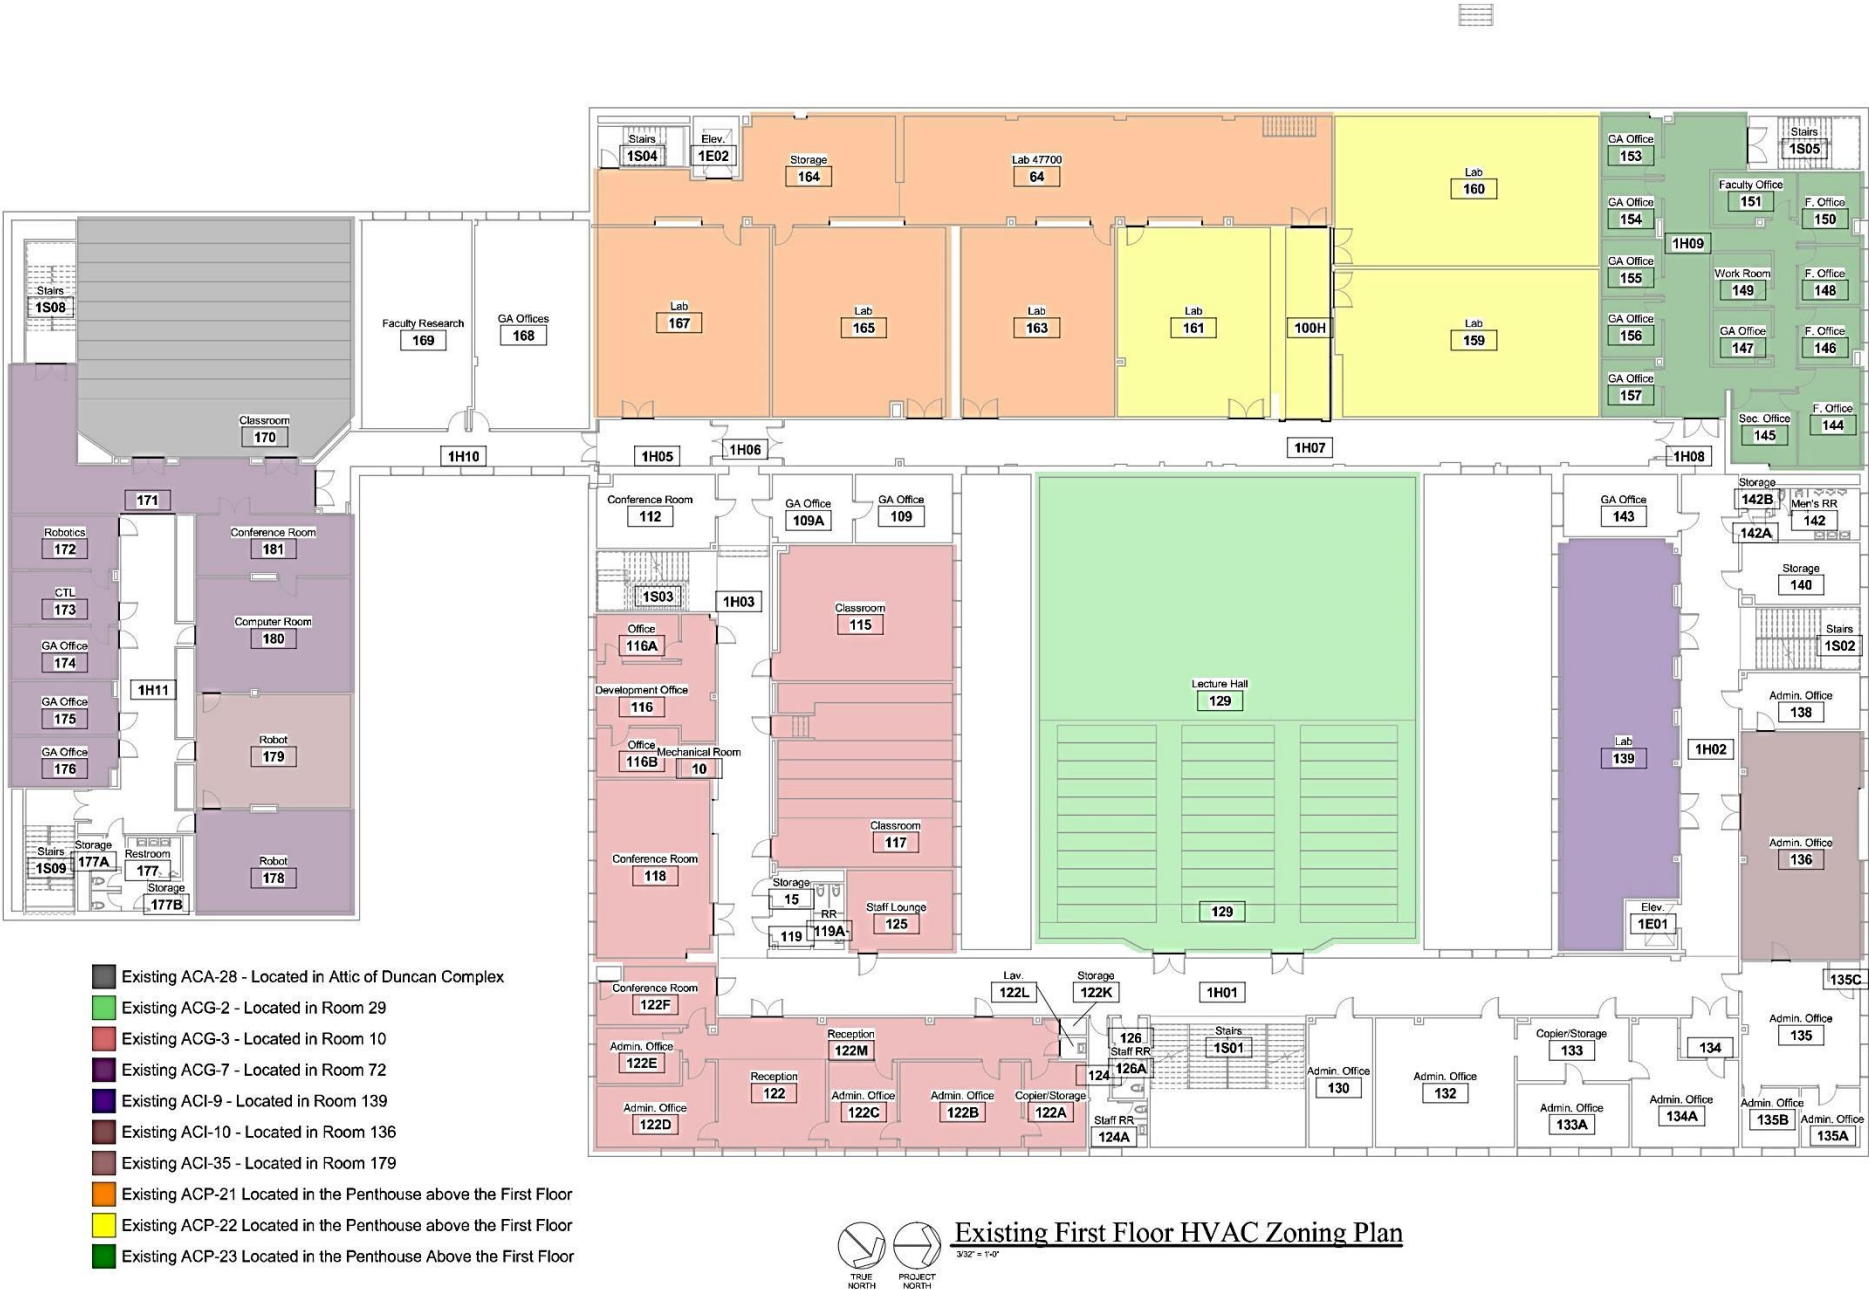 Stairs
1S04
Elev.
1E02
Storage
164
Lab 47700
64
Lab
160
GA Office
153
Stairs
1S05
Faculty Office
151
F. Office
150
GA Office
154
1H09
GA Office
155
Work Room
149
F. Office
148
GA Office
156
GA Office
147
F. Office
146
GA Office
157
Sec. Office
145
F. Office
144
Stairs
1S08
Classroom
170
Faculty Research
169
GA Offices
168
Lab
167
Lab
165
Lab
163
Lab
161
100H
Lab
159
1H10
1H05
1H06
1H07
1H08
171
Robotics
172
Conference Room
181
CTL
173
Computer Room
180
GA Office
174
1H11
GA Office
175
Robot
179
GA Office
176
Stairs
1S09
Storage
177A
Restroom
177
Storage
177B
Robot
178
Conference Room
112
GA Office
109A
GA Office
109
1S03
1H03
Classroom
115
Office
116A
Development Office
116
Office
116B
Mechanical Room
10
Conference Room
118
Classroom
117
Storage
15
RR
119
119A
Staff Lounge
125
Lecture Hall
129
129
GA Office
143
Storage
142B
Men's RR
142
142A
Storage
140
Stairs
1S02
Admin. Office
138
1H02
Lab
139
Admin. Office
136
Elev.
1E01
135C
Conference Room
122F
Lav.
122L
Storage
122K
1H01
Admin. Office
122E
Reception
122M
126
Staff RR
126A
Stairs
1S01
Copier/Storage
133
134
Admin. Office
135
Admin. Office
122D
Reception
122
Admin. Office
122C
Admin. Office
122B
Copier/Storage
122A
124
Staff RR
124A
Admin. Office
130
Admin. Office
132
Admin. Office
133A
Admin. Office
134A
Admin. Office
135B
Admin. Office
135A
Existing ACA-28 - Located in Attic of Duncan Complex
Existing ACG-2 - Located in Room 29
Existing ACG-3 - Located in Room 10
Existing ACG-7 - Located in Room 72
Existing ACI-9 - Located in Room 139
Existing ACI-10 - Located in Room 136
Existing ACI-35 - Located in Room 179
Existing ACP-21 Located in the Penthouse above the First Floor
Existing ACP-22 Located in the Penthouse above the First Floor
Existing ACP-23 Located in the Penthouse Above the First Floor
TRUE
NORTH
PROJECT
NORTH
Existing First Floor HVAC Zoning Plan
3/32" = 1'-0"